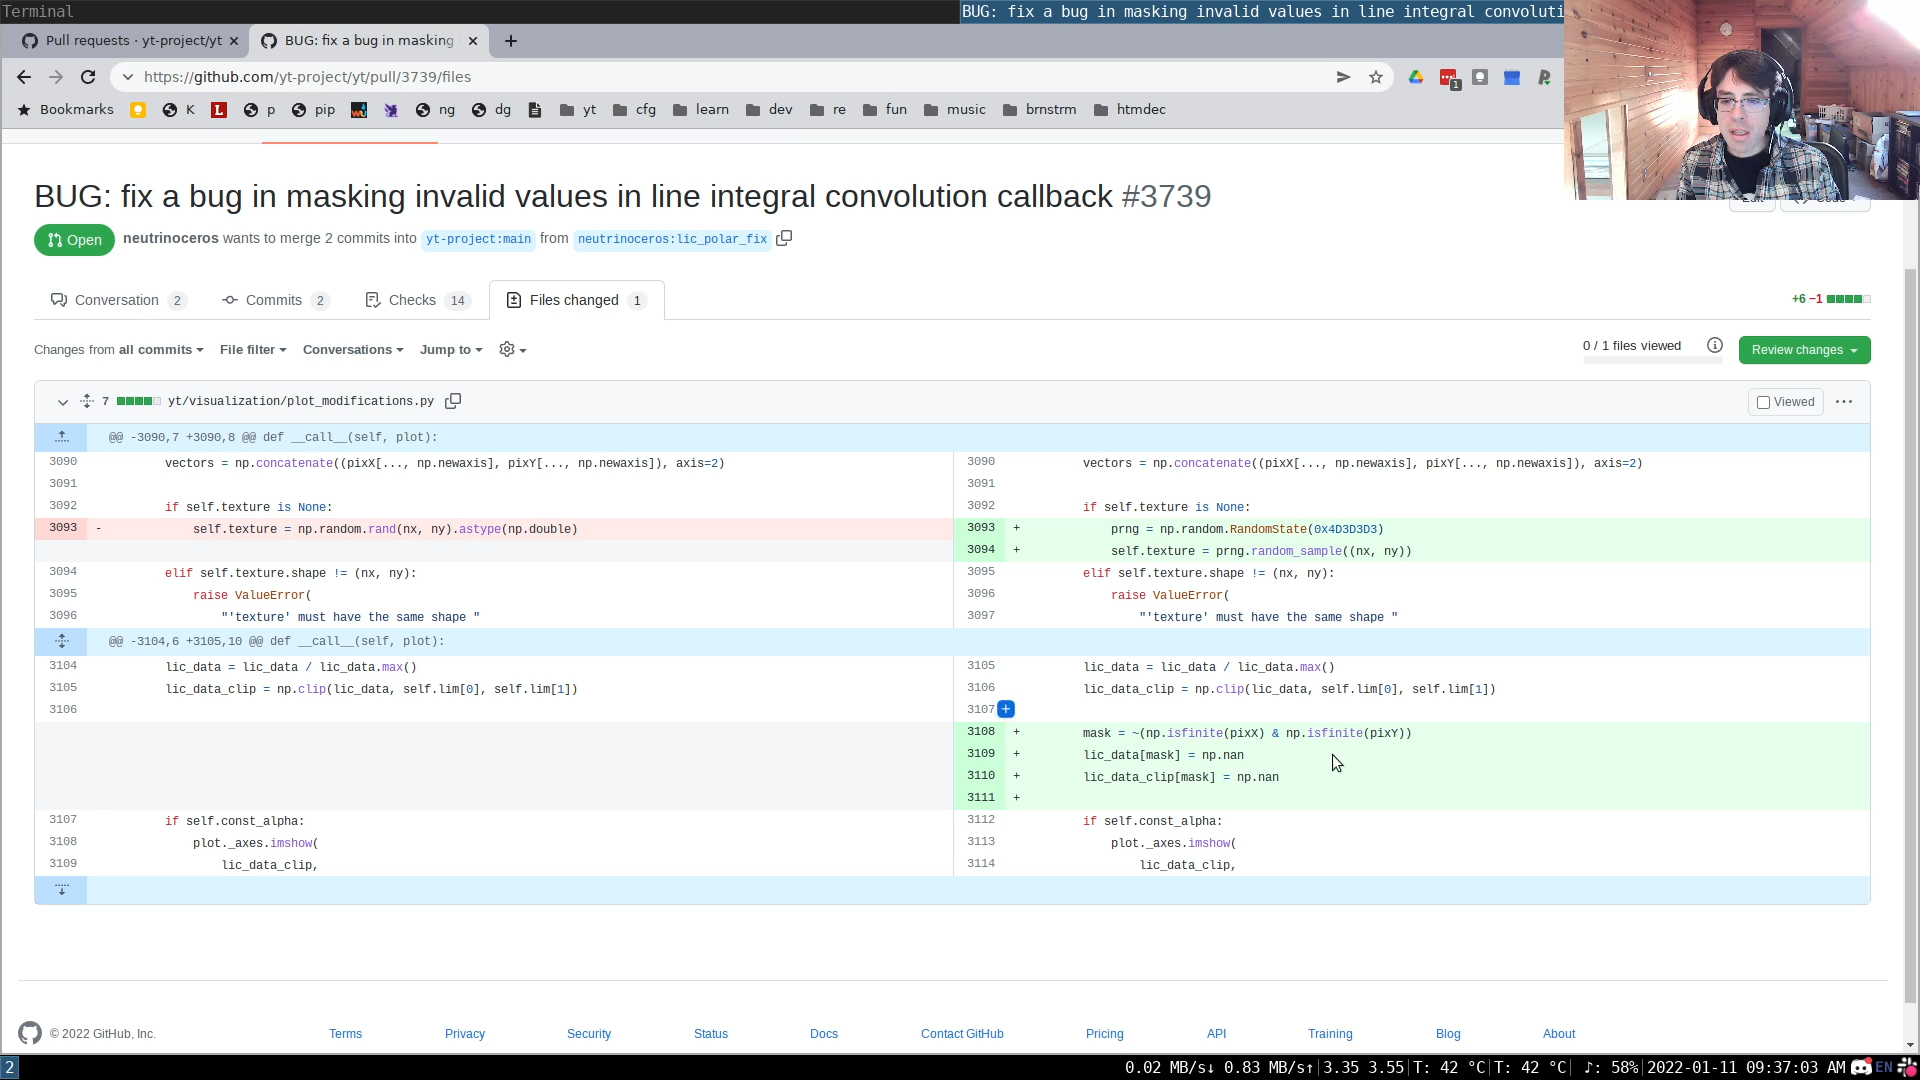 Terminal
BUG: fix a bug in masking invalid values in line integral convoluti
Pull requests · yt-project/yt
BUG: fix a bug in masking
https://github.com/yt-project/yt/pull/3739/files
1
Bookmarks K L p pip ng dg yt cfg learn dev re fun music brnstrm htmdec
BUG: fix a bug in masking invalid values in line integral convolution callback #3739
Open neutrinoceros wants to merge 2 commits into yt-project:main from neutrinoceros:lic_polar_fix
Conversation 2 Commits 2 Checks 14 Files changed 1
+6 −1
Changes from all commits File filter Conversations Jump to
0 / 1 files viewed Review changes
7 yt/visualization/plot_modifications.py Viewed
@@ -3090,7 +3090,8 @@ def __call__(self, plot):
3090 vectors = np.concatenate((pixX[..., np.newaxis], pixY[..., np.newaxis]), axis=2) 3090 vectors = np.concatenate((pixX[..., np.newaxis], pixY[..., np.newaxis]), axis=2)
3091 3091
3092 if self.texture is None: 3092 if self.texture is None:
3093 - self.texture = np.random.rand(nx, ny).astype(np.double) 3093 + prng = np.random.RandomState(0x4D3D3D3)
3094 + self.texture = prng.random_sample((nx, ny))
3094 elif self.texture.shape != (nx, ny): 3095 elif self.texture.shape != (nx, ny):
3095 raise ValueError( 3096 raise ValueError(
3096 "'texture' must have the same shape " 3097 "'texture' must have the same shape "
@@ -3104,6 +3105,10 @@ def __call__(self, plot):
3104 lic_data = lic_data / lic_data.max() 3105 lic_data = lic_data / lic_data.max()
3105 lic_data_clip = np.clip(lic_data, self.lim[0], self.lim[1]) 3106 lic_data_clip = np.clip(lic_data, self.lim[0], self.lim[1])
3106 3107 +
3108 + mask = ~(np.isfinite(pixX) & np.isfinite(pixY))
3109 + lic_data[mask] = np.nan
3110 + lic_data_clip[mask] = np.nan
3111 +
3107 if self.const_alpha: 3112 if self.const_alpha:
3108 plot._axes.imshow( 3113 plot._axes.imshow(
3109 lic_data_clip, 3114 lic_data_clip,
© 2022 GitHub, Inc. Terms Privacy Security Status Docs Contact GitHub Pricing API Training Blog About
2 0.02 MB/s↓ 0.83 MB/s↑ 3.35 3.55 T: 42 °C T: 42 °C ♪: 58% 2022-01-11 09:37:03 AM EN